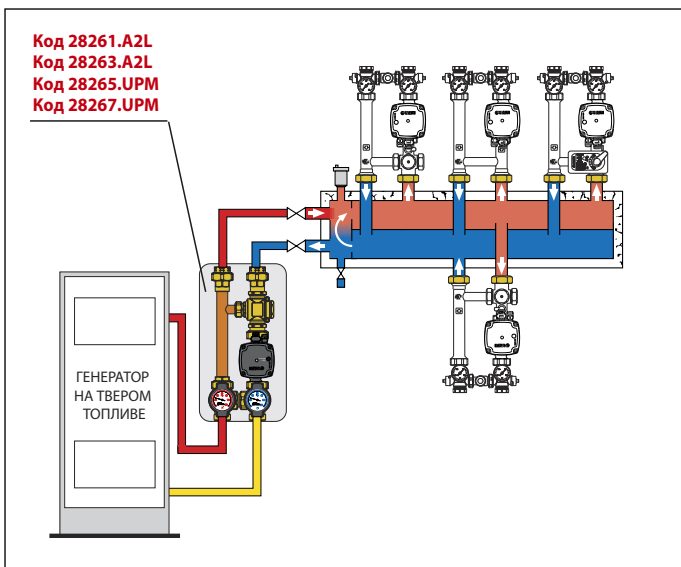 Код 28261.A2L
Код 28263.A2L
Код 28265.UPM
Код 28267.UPM
ГЕНЕРАТОР
НА ТВЕРОМ
ТОПЛИВЕ